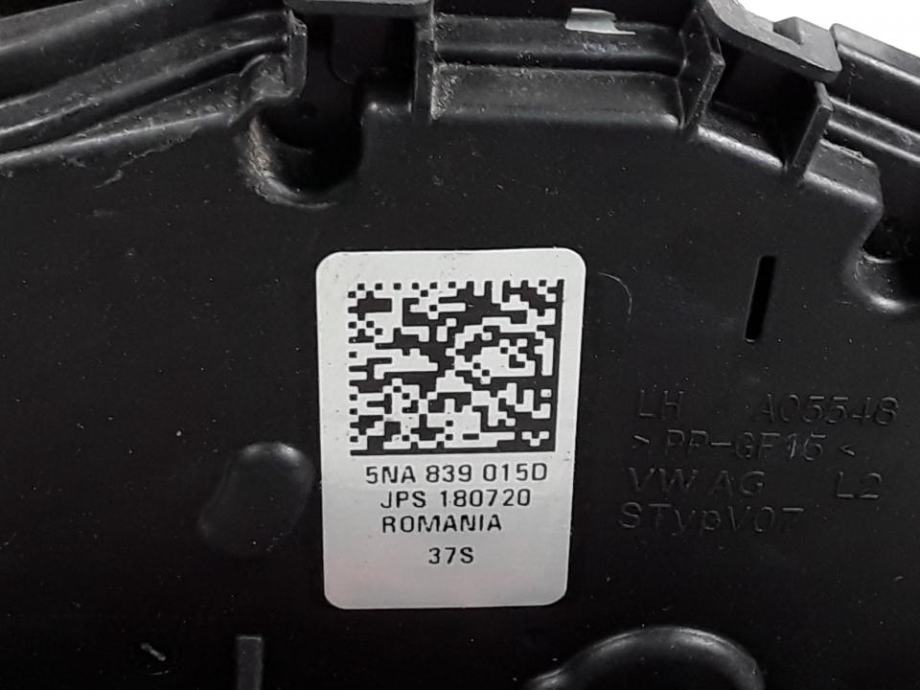 5NA 839 015D
JPS 180720
ROMANIA
37S
LH A05548
>PP-GF15<
VW AG L2
STypV07